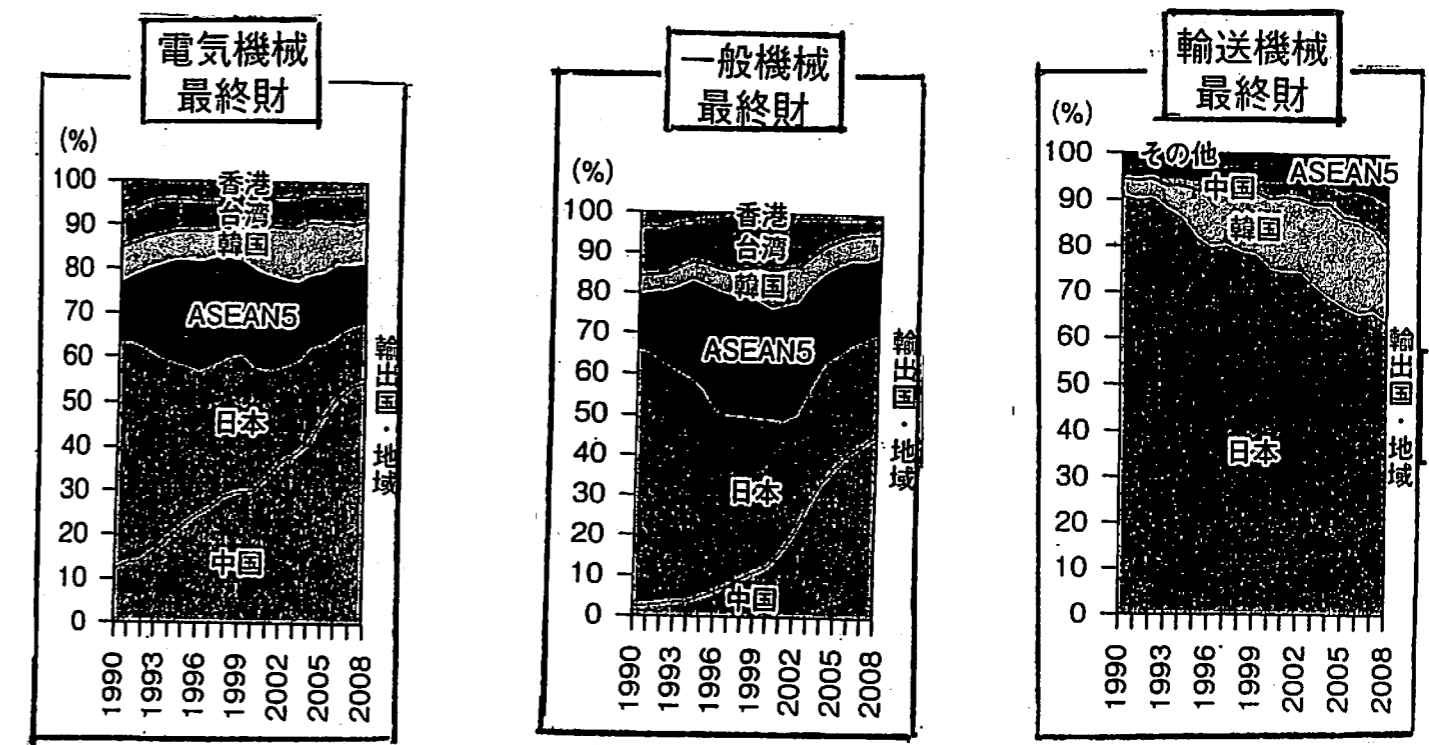 電気機械
最終財
(%)
100
90
80
70
60
50
40
30
20
10
0
香港
台湾
韓国
ASEAN5
日本
中国
輸出国・地域
1990
1993
1996
1999
2002
2005
2008
一般機械
最終財
(%)
100
90
80
70
60
50
40
30
20
10
0
香港
台湾
韓国
ASEAN5
日本
中国
輸出国・地域
1990
1993
1996
1999
2002
2005
2008
輸送機械
最終財
(%)
100
90
80
70
60
50
40
30
20
10
0
その他
ASEAN5
中国
韓国
日本
輸出国・地域
1990
1993
1996
1999
2002
2005
2008